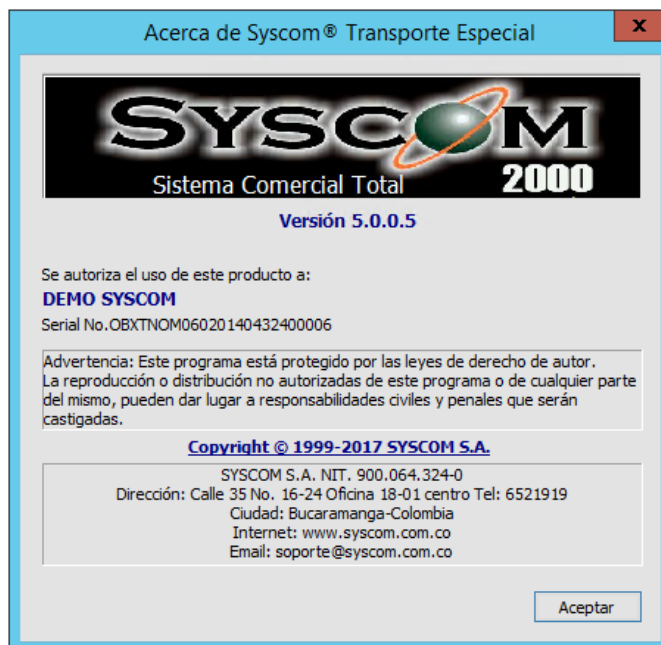 Acerca de Syscom® Transporte Especial
x
SYSCOM
2000
Sistema Comercial Total
Versión 5.0.0.5
Se autoriza el uso de este producto a:
DEMO SYSCOM
Serial No.OBXTNOM06020140432400006
Advertencia: Este programa está protegido por las leyes de derecho de autor.
La reproducción o distribución no autorizadas de este programa o de cualquier parte
del mismo, pueden dar lugar a responsabilidades civiles y penales que serán
castigadas.
Copyright © 1999-2017 SYSCOM S.A.
SYSCOM S.A. NIT. 900.064.324-0
Dirección: Calle 35 No. 16-24 Oficina 18-01 centro Tel: 6521919
Ciudad: Bucaramanga-Colombia
Internet: www.syscom.com.co
Email: soporte@syscom.com.co
Aceptar